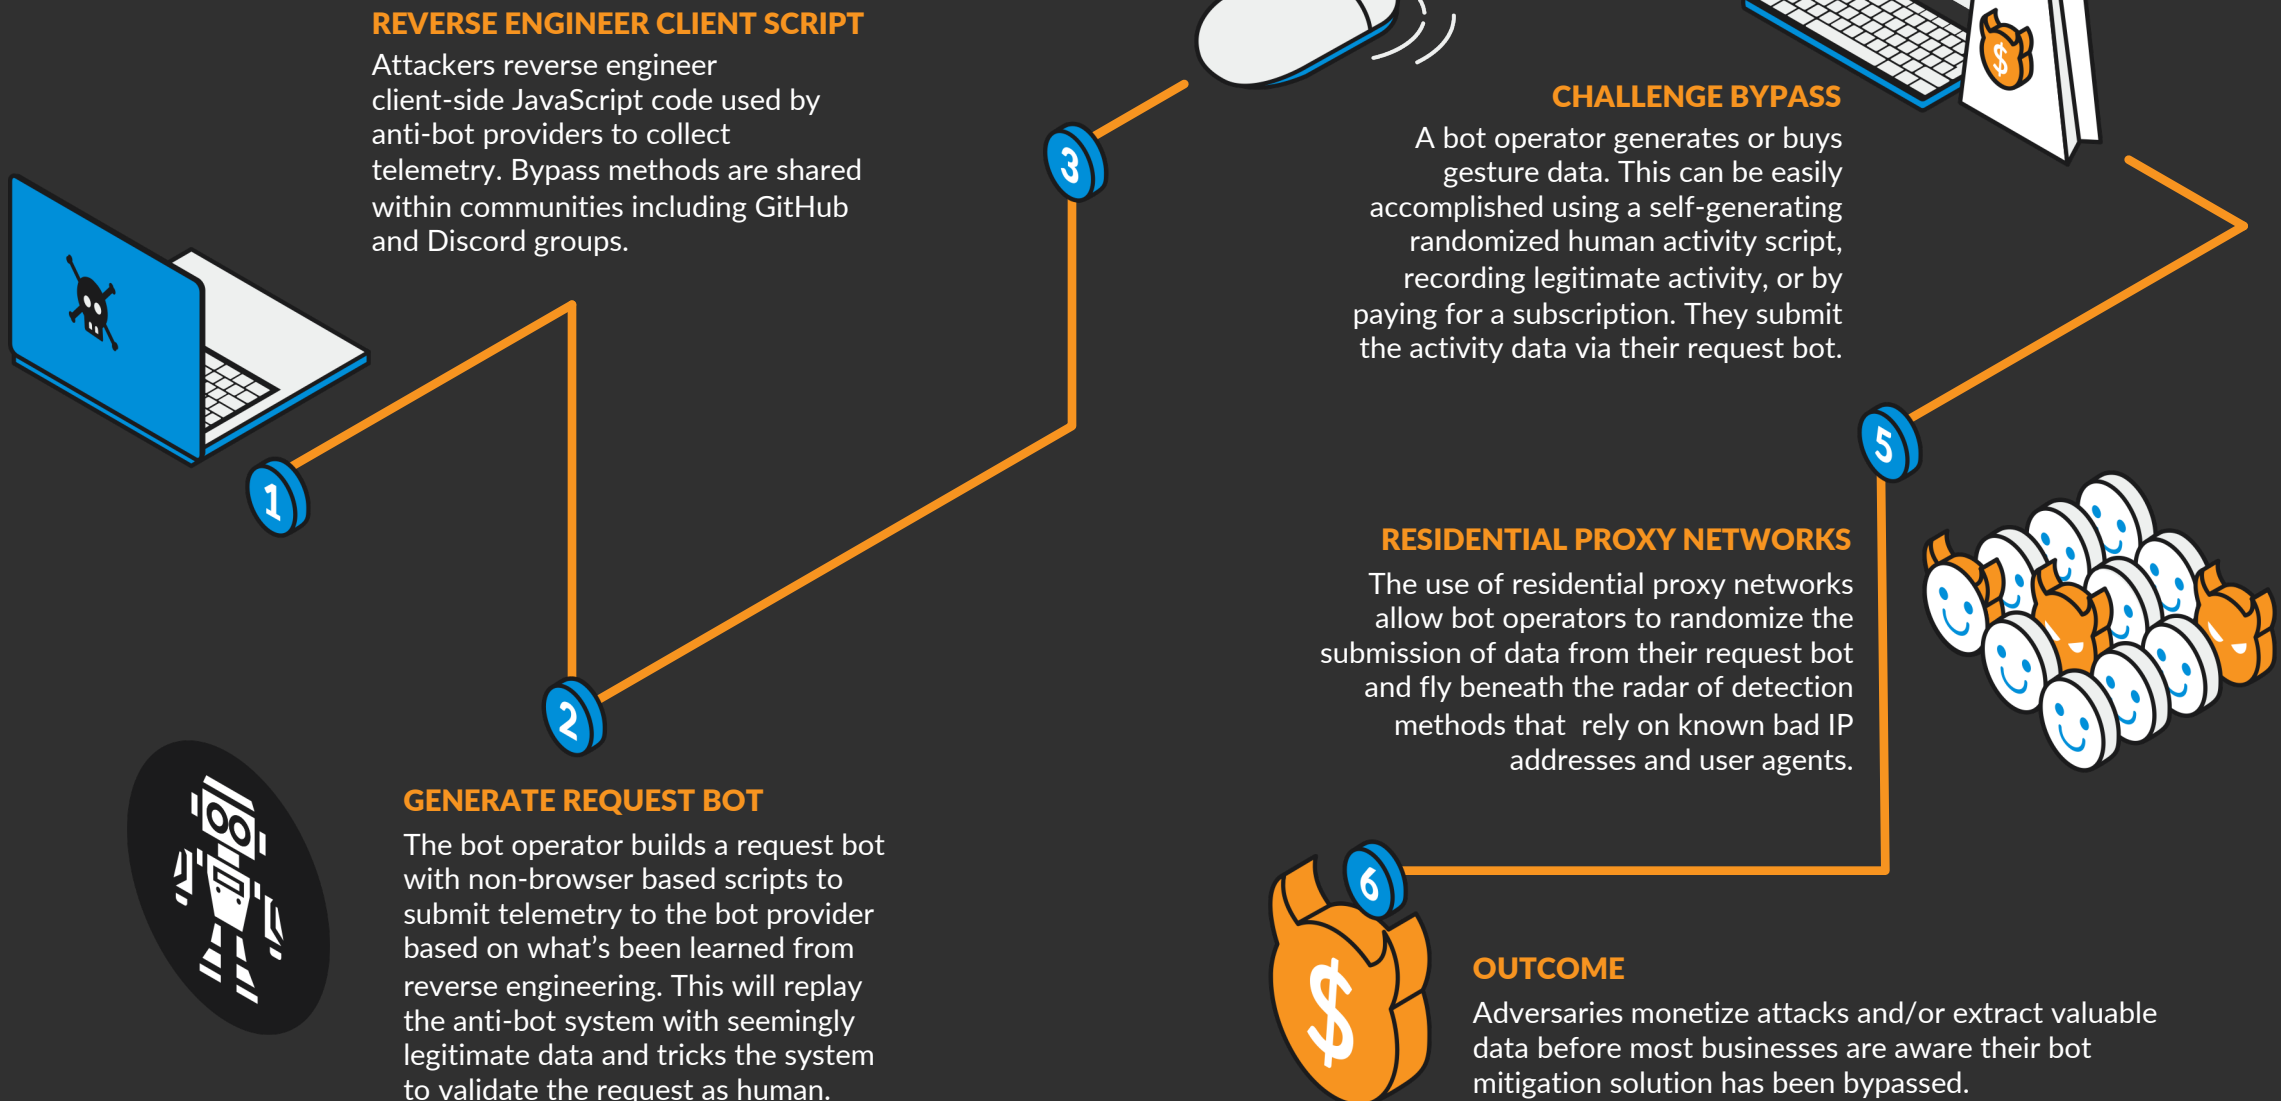 REVERSE ENGINEER CLIENT SCRIPT
Attackers reverse engineer
client-side JavaScript code used by
anti-bot providers to collect
telemetry. Bypass methods are shared
within communities including GitHub
and Discord groups.
1
2
GENERATE REQUEST BOT
The bot operator builds a request bot
with non-browser based scripts to
submit telemetry to the bot provider
based on what’s been learned from
reverse engineering. This will replay
the anti-bot system with seemingly
legitimate data and tricks the system
to validate the request as human.
3
$
CHALLENGE BYPASS
A bot operator generates or buys
gesture data. This can be easily
accomplished using a self-generating
randomized human activity script,
recording legitimate activity, or by
paying for a subscription. They submit
the activity data via their request bot.
5
RESIDENTIAL PROXY NETWORKS
The use of residential proxy networks
allow bot operators to randomize the
submission of data from their request bot
and fly beneath the radar of detection
methods that  rely on known bad IP
addresses and user agents.
6
$
OUTCOME
Adversaries monetize attacks and/or extract valuable
data before most businesses are aware their bot
mitigation solution has been bypassed.